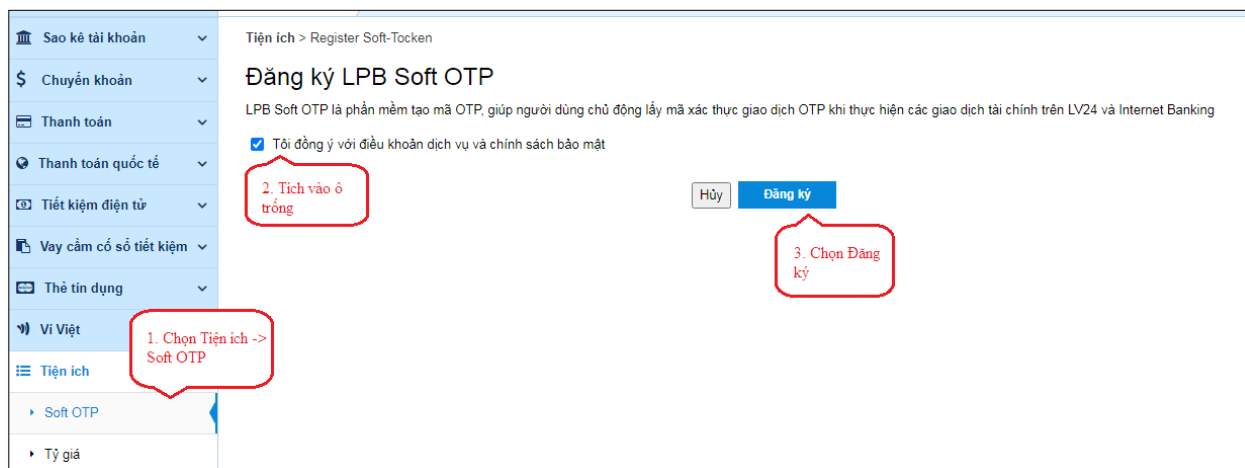 Sao kê tài khoản
Chuyển khoản
Thanh toán
Thanh toán quốc tế
Tiết kiệm điện tử
Vay cầm cố sổ tiết kiệm
Thẻ tín dụng
Ví Việt
Tiện ích
Soft OTP
Tỷ giá
Tiện ích > Register Soft-Tocken
Đăng ký LPB Soft OTP
LPB Soft OTP là phần mềm tạo mã OTP, giúp người dùng chủ động lấy mã xác thực giao dịch OTP khi thực hiện các giao dịch tài chính trên LV24 và Internet Banking
Tôi đồng ý với điều khoản dịch vụ và chính sách bảo mật
2. Tích vào ô
trống
Hủy
Đăng ký
3. Chọn Đăng
ký
1. Chọn Tiện ích ->
Soft OTP